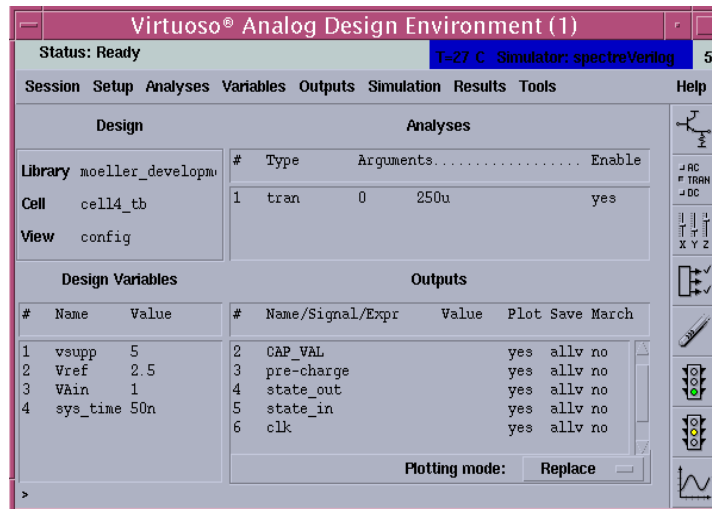 Virtuoso® Analog Design Environment (1)
Status: Ready T=27 C Simulator: spectreVerilog 5
Session Setup Analyses Variables Outputs Simulation Results Tools Help
Design
Library moeller_developm
Cell cell4_tb
View config
Analyses
# Type Arguments................... Enable
1 tran 0 250u yes
Design Variables
# Name Value
1 vsupp 5
2 Vref 2.5
3 VAin 1
4 sys_time 50n
Outputs
# Name/Signal/Expr Value Plot Save March
2 CAP_VAL yes allv no
3 pre-charge yes allv no
4 state_out yes allv no
5 state_in yes allv no
6 clk yes allv no
Plotting mode: Replace
>
AC
TRAN
DC
X Y Z